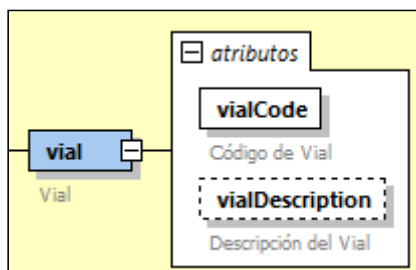 atributos
vialCode
Código de Vial
vial
Vial
vialDescription
Descripción del Vial